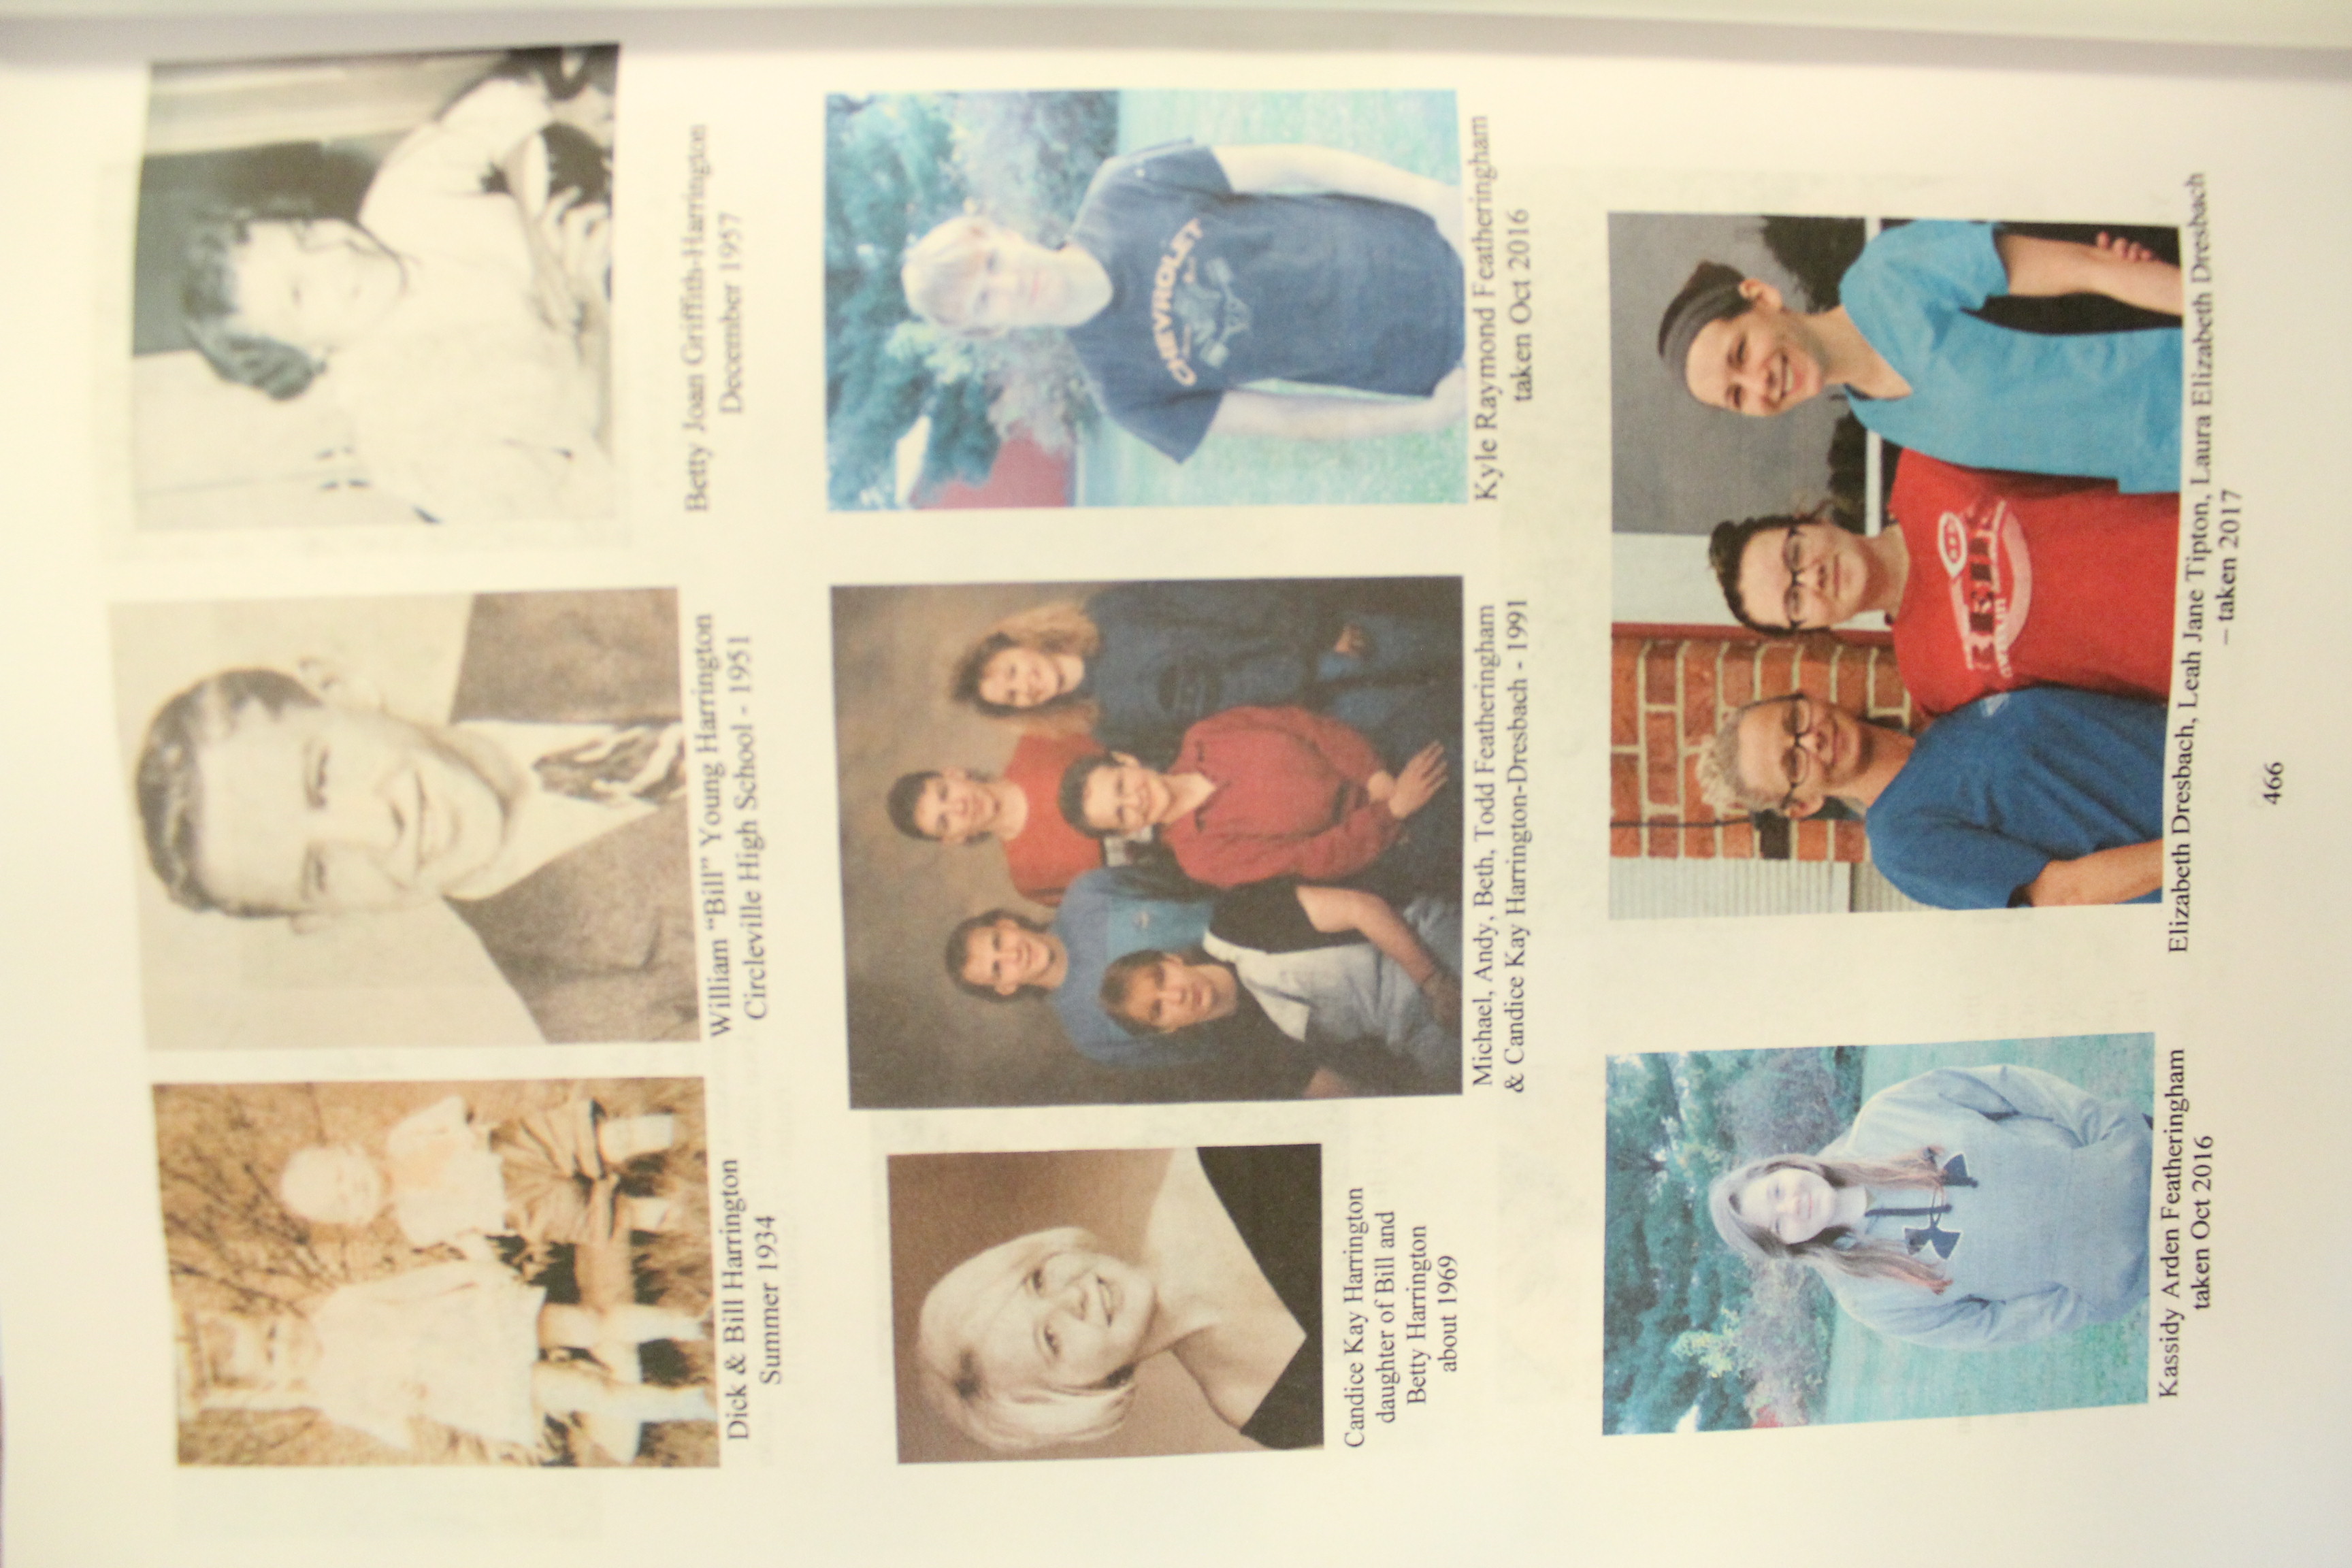 Dick & Bill Harrington
Summer 1934
William “Bill” Young Harrington
Circleville High School - 1951
Betty Joan Griffith-Harrington
December 1957
Candice Kay Harrington
daughter of Bill and
Betty Harrington
about 1969
Michael, Andy, Beth, Todd Featheringham
& Candice Kay Harrington-Dresbach - 1991
CHEVROLET
Kyle Raymond Featheringham
taken Oct 2016
Kassidy Arden Featheringham
taken Oct 2016
REDS
CINCINNATI
Elizabeth Dresbach, Leah Jane Tipton, Laura Elizabeth Dresbach
– taken 2017
466